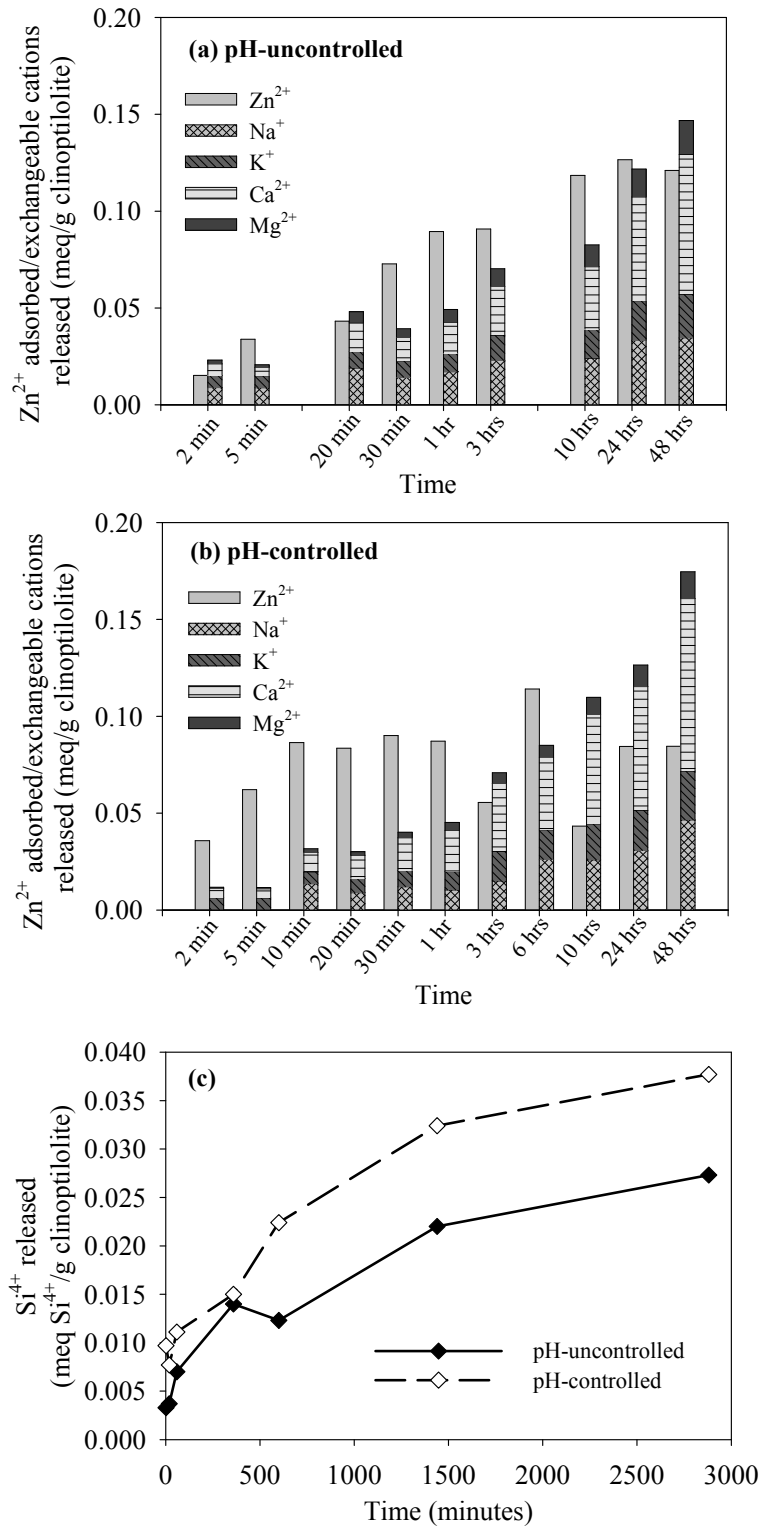 0.20
(a) pH-uncontrolled
Zn²⁺
Na⁺
K⁺
Ca²⁺
Mg²⁺
0.15
0.10
0.05
0.00
Zn²⁺ adsorbed/exchangeable cations
released (meq/g clinoptilolite)
2 min
5 min
20 min
30 min
1 hr
3 hrs
10 hrs
24 hrs
48 hrs
Time
0.20
(b) pH-controlled
Zn²⁺
Na⁺
K⁺
Ca²⁺
Mg²⁺
0.15
0.10
0.05
0.00
Zn²⁺ adsorbed/exchangeable cations
released (meq/g clinoptilolite)
2 min
5 min
10 min
20 min
30 min
1 hr
3 hrs
6 hrs
10 hrs
24 hrs
48 hrs
Time
0.040
(c)
0.035
0.030
0.025
0.020
0.015
0.010
0.005
0.000
Si⁴⁺ released
(meq Si⁴⁺/g clinoptilolite)
pH-uncontrolled
pH-controlled
0 500 1000 1500 2000 2500 3000
Time (minutes)